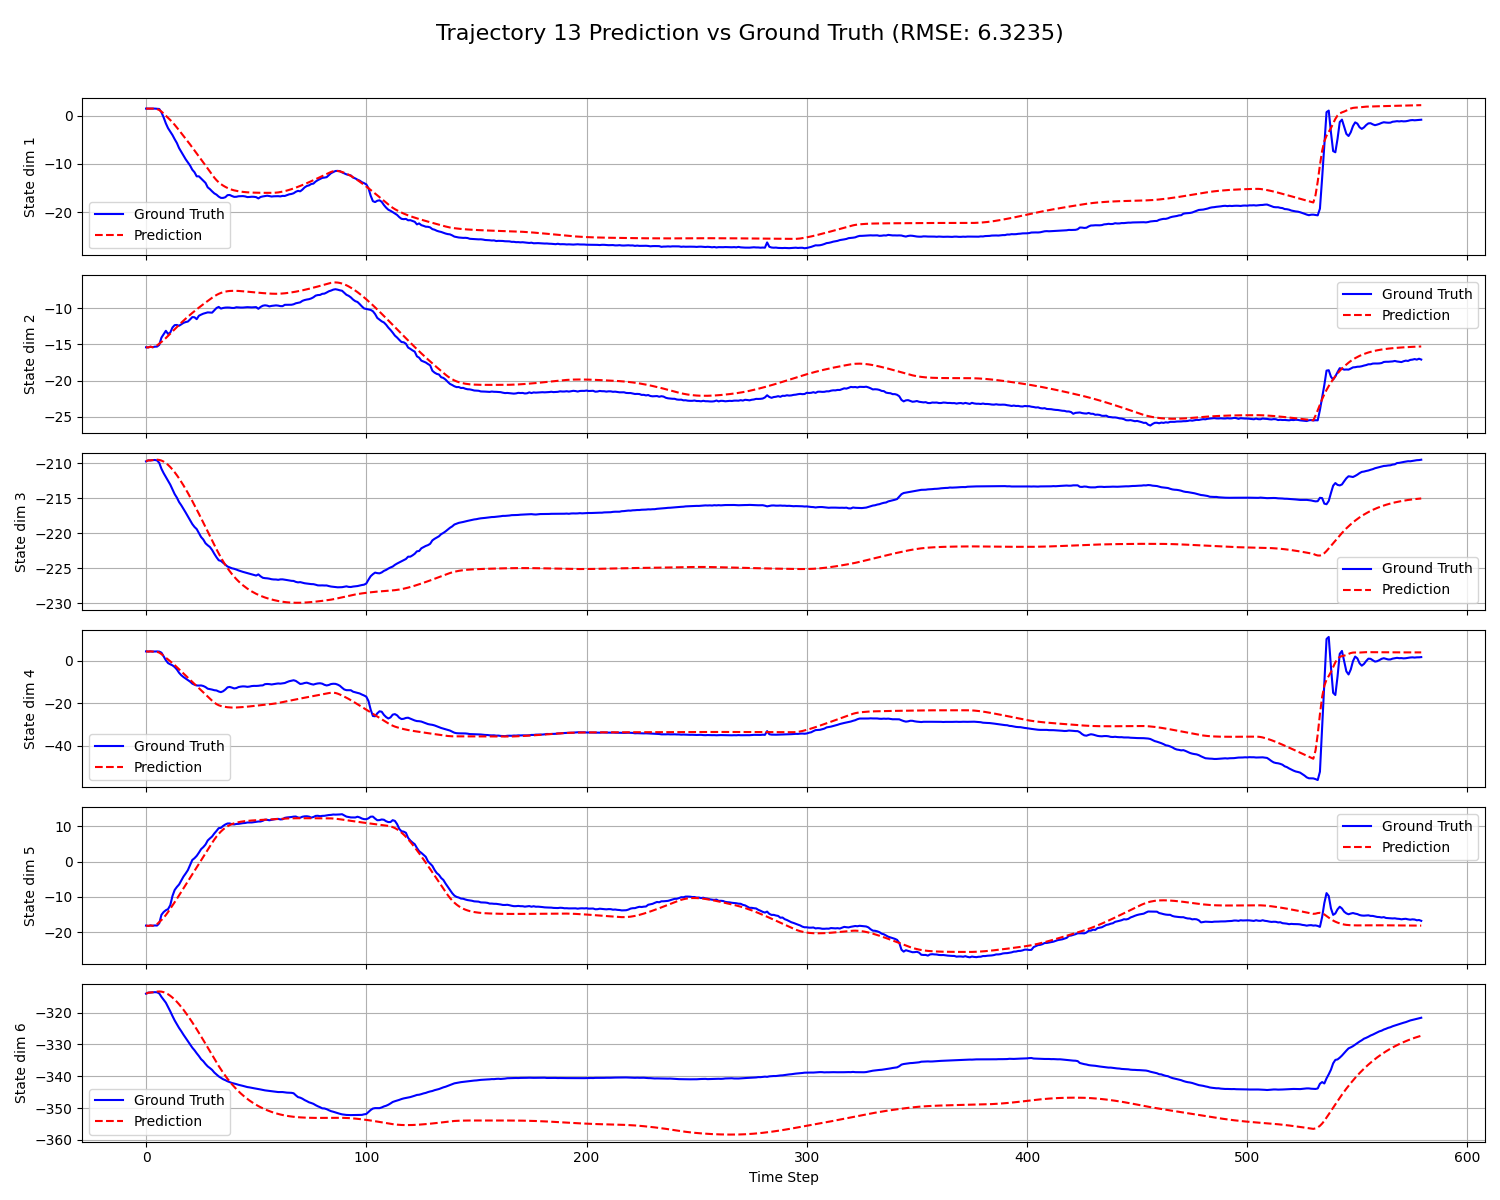 Trajectory 13 Prediction vs Ground Truth (RMSE: 6.3235)
State dim 1
0
−10
−20
Ground Truth
Prediction
State dim 2
−10
−15
−20
−25
Ground Truth
Prediction
State dim 3
−210
−215
−220
−225
−230
Ground Truth
Prediction
State dim 4
0
−20
−40
Ground Truth
Prediction
State dim 5
10
0
−10
−20
Ground Truth
Prediction
State dim 6
−320
−330
−340
−350
−360
Ground Truth
Prediction
0 100 200 300 400 500 600
Time Step